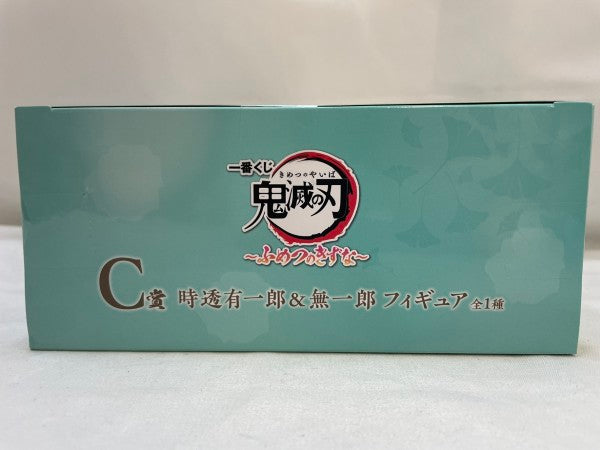 一番くじ
きめつのやいば
鬼滅の刃
〜ふめつのきずな〜
C賞 時透有一郎&無一郎 フィギュア 全1種